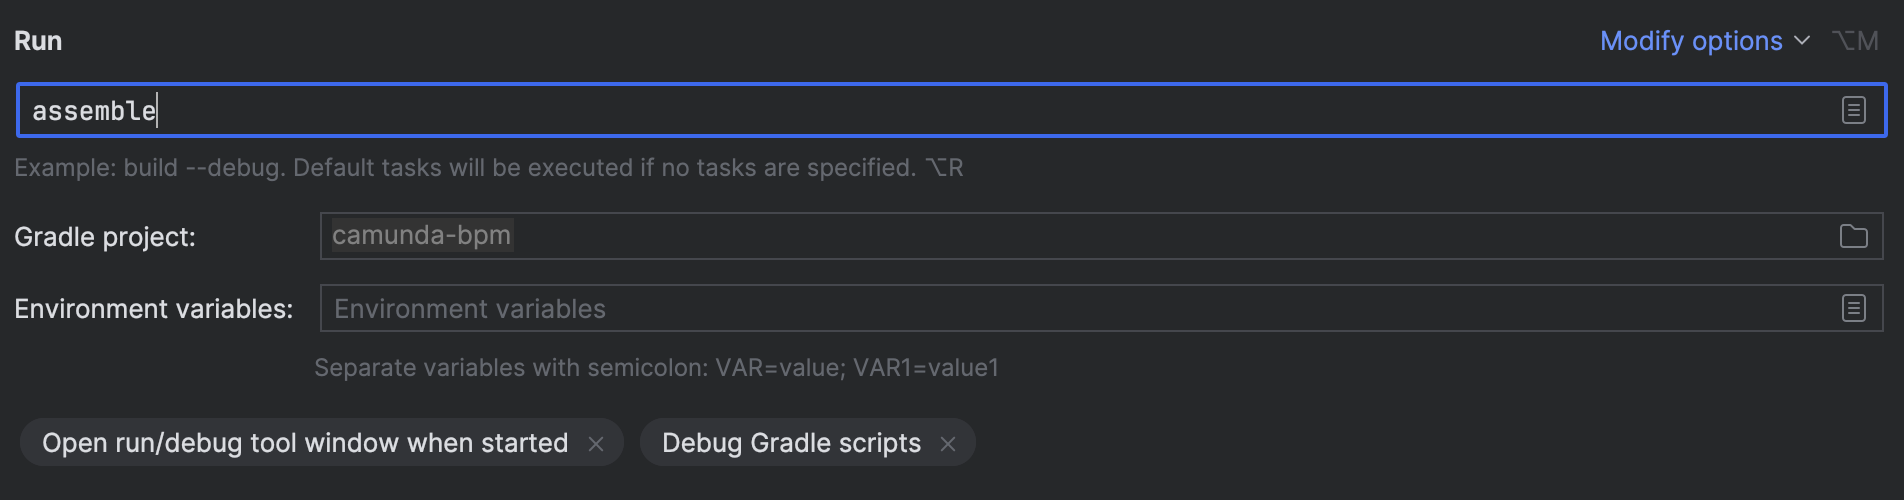 Run
Modify options ⌥M
assemble
Example: build --debug. Default tasks will be executed if no tasks are specified. ⌥R
Gradle project: camunda-bpm
Environment variables: Environment variables
Separate variables with semicolon: VAR=value; VAR1=value1
Open run/debug tool window when started × Debug Gradle scripts ×